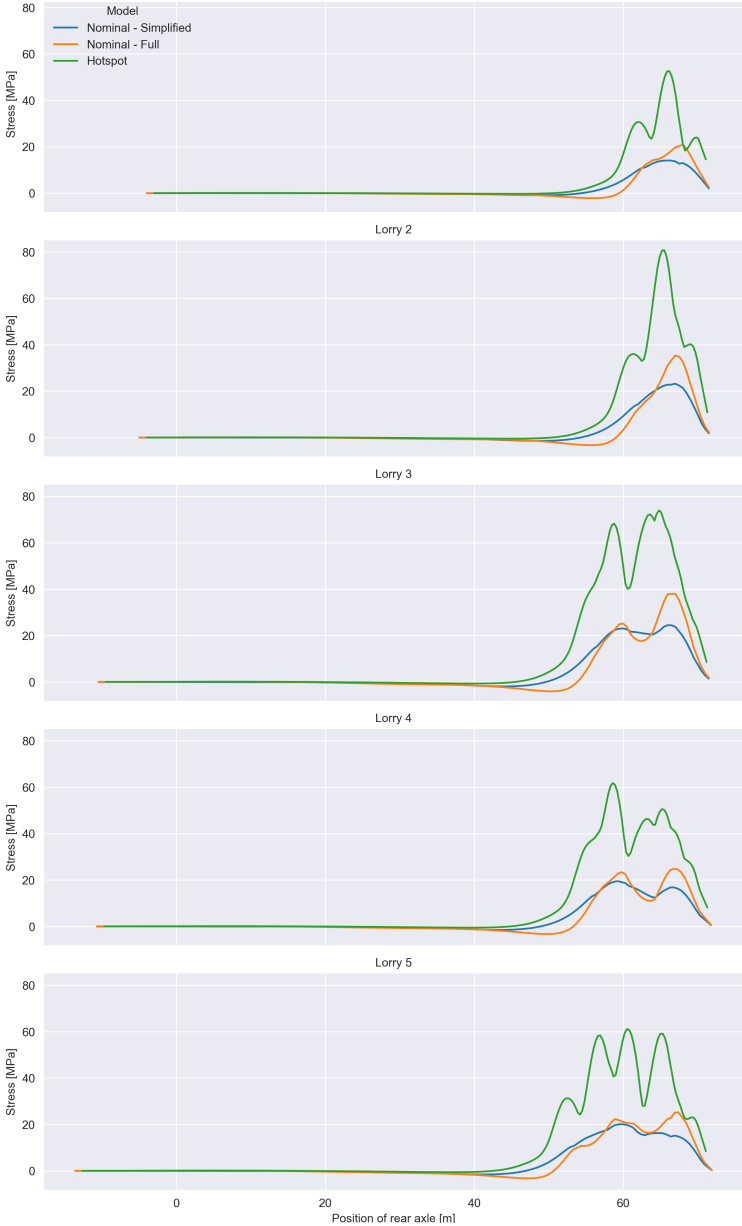 80
60
40
20
0
Stress [MPa]
Model
Nominal - Simplified
Nominal - Full
Hotspot
Lorry 2
80
60
40
20
0
Stress [MPa]
Lorry 3
80
60
40
20
0
Stress [MPa]
Lorry 4
80
60
40
20
0
Stress [MPa]
Lorry 5
80
60
40
20
0
Stress [MPa]
0 20 40 60
Position of rear axle [m]